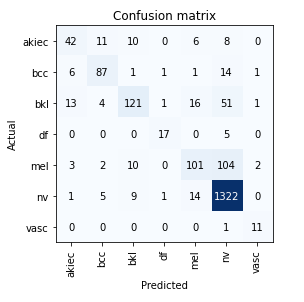 Confusion matrix
akiec 42 11 10 0 6 8 0
bcc 6 87 1 1 1 14 1
bkl 13 4 121 1 16 51 1
df 0 0 0 17 0 5 0
mel 3 2 10 0 101 104 2
nv 1 5 9 1 14 1322 0
vasc 0 0 0 0 0 1 11
Actual
akiec bcc bkl df mel nv vasc
Predicted